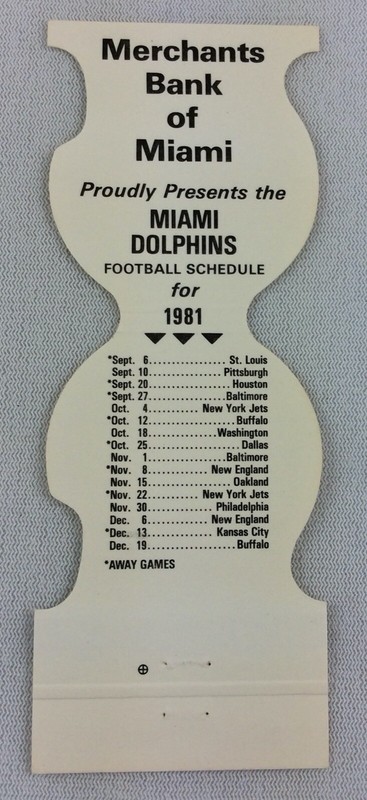 Merchants
Bank
of
Miami
Proudly Presents the
MIAMI
DOLPHINS
FOOTBALL SCHEDULE
for
1981
*Sept. 6................. St. Louis
Sept. 10................ Pittsburgh
*Sept. 20.................. Houston
*Sept. 27.................Baltimore
Oct. 4........... New York Jets
*Oct. 12...................Buffalo
Oct. 18...............Washington
*Oct. 25.................... Dallas
Nov. 1.................Baltimore
*Nov. 8............. New England
Nov. 15.................. Oakland
*Nov. 22........... New York Jets
Nov. 30.............. Philadelphia
Dec. 6............. New England
*Dec. 13.............. Kansas City
Dec. 19....................Buffalo
*AWAY GAMES